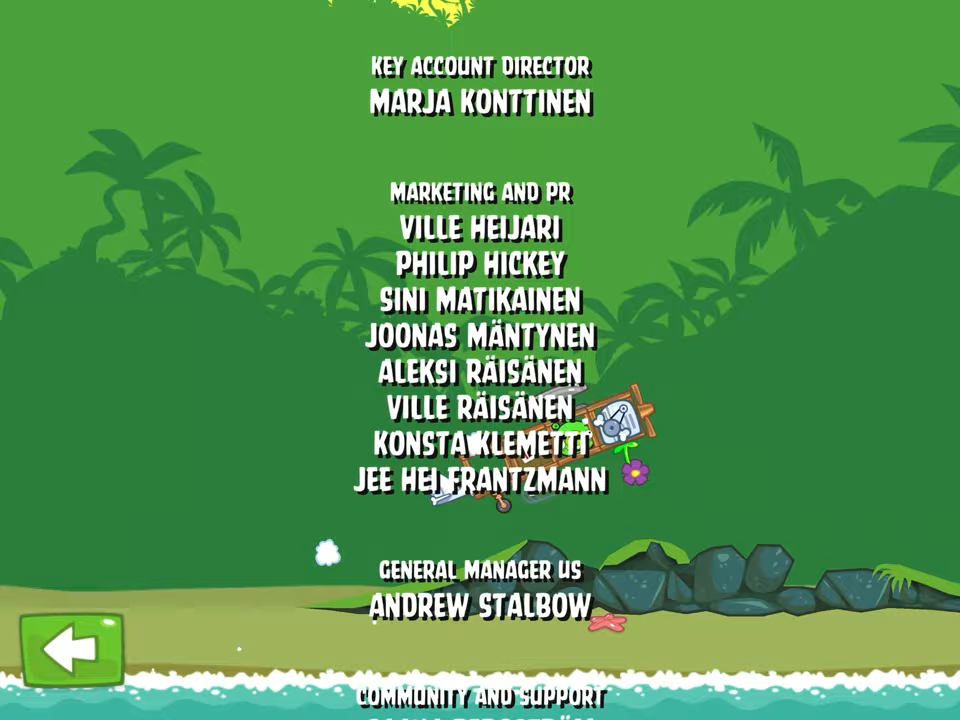 KEY ACCOUNT DIRECTOR
MARJA KONTTINEN
MARKETING AND PR
VILLE HEIJARI
PHILIP HICKEY
SINI MATIKAINEN
JOONAS MÄNTYNEN
ALEKSI RÄISÄNEN
VILLE RÄISÄNEN
KONSTA KLEMETTI
JEE HEI FRANTZMANN
GENERAL MANAGER US
ANDREW STALBOW
COMMUNITY AND SUPPORT